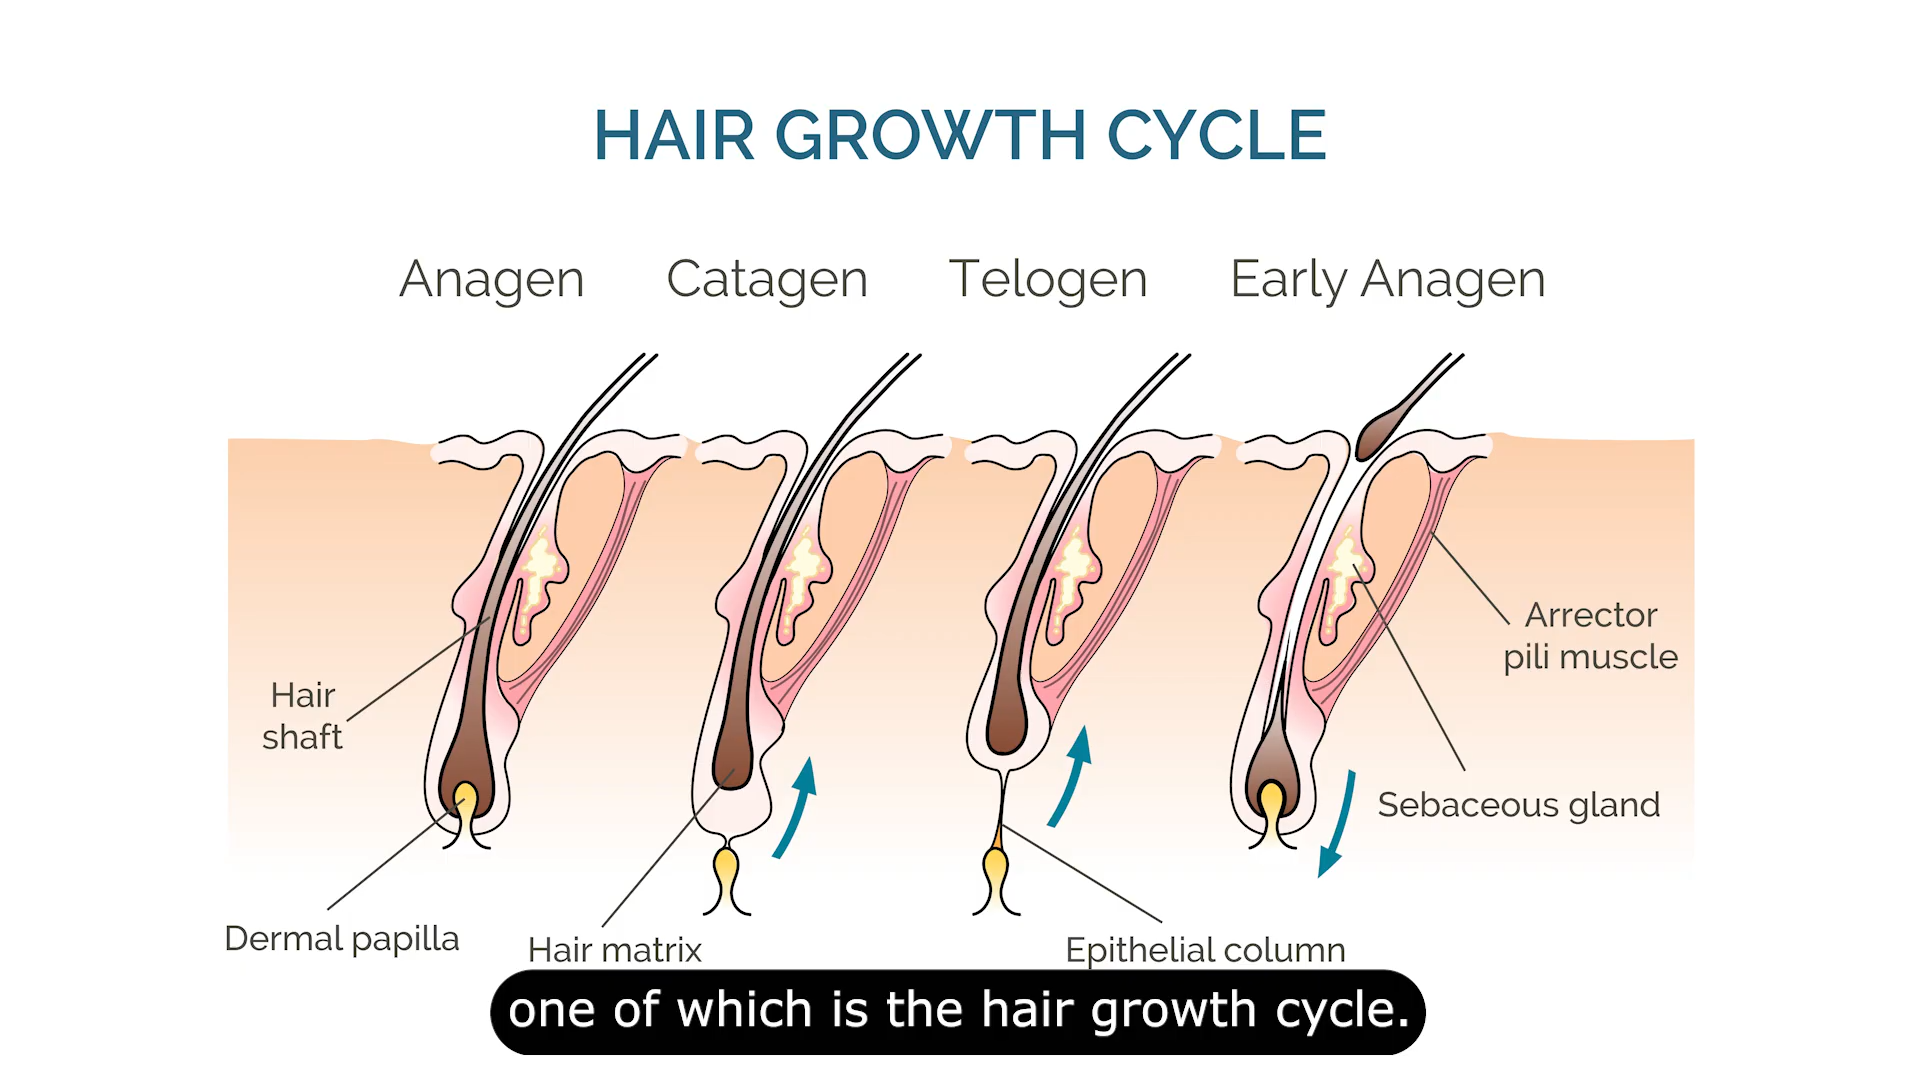 HAIR GROWTH CYCLE
Anagen
Catagen
Telogen
Early Anagen
Hair
shaft
Arrector
pili muscle
Sebaceous gland
Dermal papilla
Hair matrix
Epithelial column
one of which is the hair growth cycle.